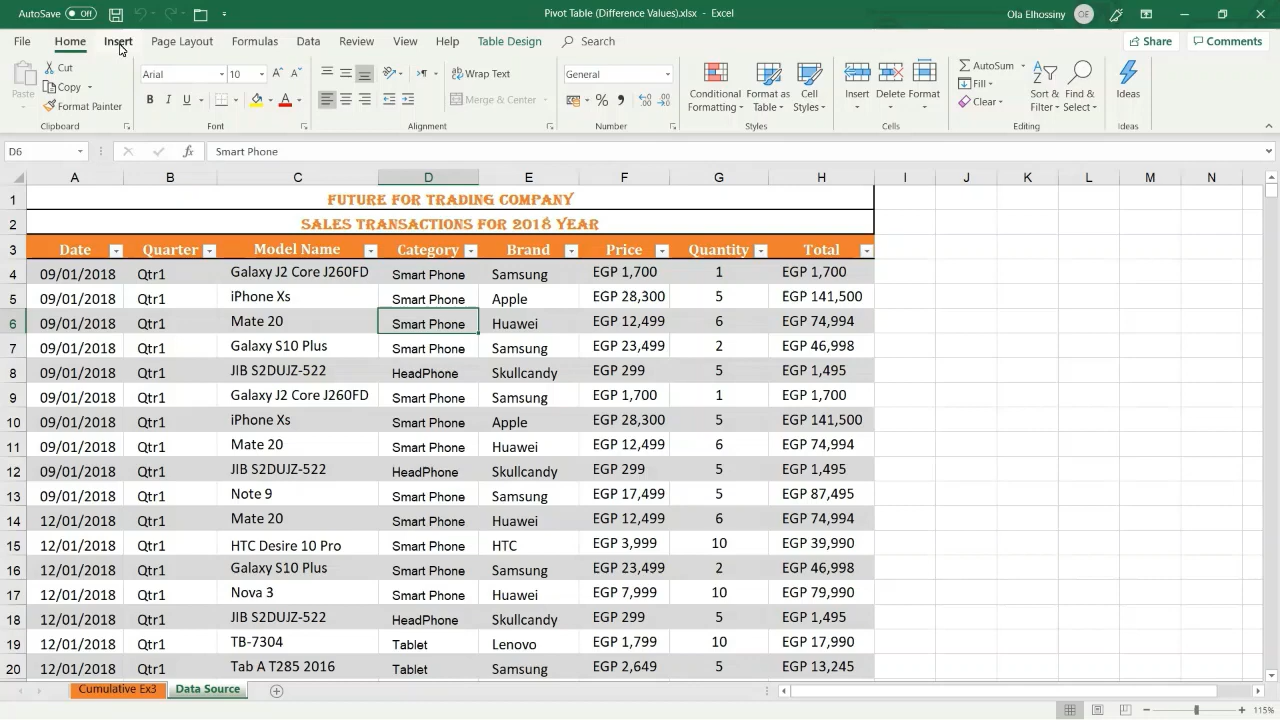 AutoSave Off
Pivot Table (Difference Values).xlsx - Excel
Ola Elhossiny OE
File Home Insert Page Layout Formulas Data Review View Help Table Design Search Share Comments
Paste Cut Copy Format Painter
Arial 10
B I U A
Wrap Text
Merge & Center
General
% ,
Conditional Formatting
Format as Table
Cell Styles
Insert Delete Format
AutoSum
Fill
Clear
Sort & Filter
Find & Select
Ideas
Clipboard Font Alignment Number Styles Cells Editing Ideas
D6 fx Smart Phone
A B C D E F G H I J K L M N
1 FUTURE FOR TRADING COMPANY
2 SALES TRANSACTIONS FOR 2018 YEAR
3 Date Quarter Model Name Category Brand Price Quantity Total
4 09/01/2018 Qtr1 Galaxy J2 Core J260FD Smart Phone Samsung EGP 1,700 1 EGP 1,700
5 09/01/2018 Qtr1 iPhone Xs Smart Phone Apple EGP 28,300 5 EGP 141,500
6 09/01/2018 Qtr1 Mate 20 Smart Phone Huawei EGP 12,499 6 EGP 74,994
7 09/01/2018 Qtr1 Galaxy S10 Plus Smart Phone Samsung EGP 23,499 2 EGP 46,998
8 09/01/2018 Qtr1 JIB S2DUJZ-522 HeadPhone Skullcandy EGP 299 5 EGP 1,495
9 09/01/2018 Qtr1 Galaxy J2 Core J260FD Smart Phone Samsung EGP 1,700 1 EGP 1,700
10 09/01/2018 Qtr1 iPhone Xs Smart Phone Apple EGP 28,300 5 EGP 141,500
11 09/01/2018 Qtr1 Mate 20 Smart Phone Huawei EGP 12,499 6 EGP 74,994
12 09/01/2018 Qtr1 JIB S2DUJZ-522 HeadPhone Skullcandy EGP 299 5 EGP 1,495
13 09/01/2018 Qtr1 Note 9 Smart Phone Samsung EGP 17,499 5 EGP 87,495
14 12/01/2018 Qtr1 Mate 20 Smart Phone Huawei EGP 12,499 6 EGP 74,994
15 12/01/2018 Qtr1 HTC Desire 10 Pro Smart Phone HTC EGP 3,999 10 EGP 39,990
16 12/01/2018 Qtr1 Galaxy S10 Plus Smart Phone Samsung EGP 23,499 2 EGP 46,998
17 12/01/2018 Qtr1 Nova 3 Smart Phone Huawei EGP 7,999 10 EGP 79,990
18 12/01/2018 Qtr1 JIB S2DUJZ-522 HeadPhone Skullcandy EGP 299 5 EGP 1,495
19 12/01/2018 Qtr1 TB-7304 Tablet Lenovo EGP 1,799 10 EGP 17,990
20 12/01/2018 Qtr1 Tab A T285 2016 Tablet Samsung EGP 2,649 5 EGP 13,245
Cumulative Ex3 Data Source
115%